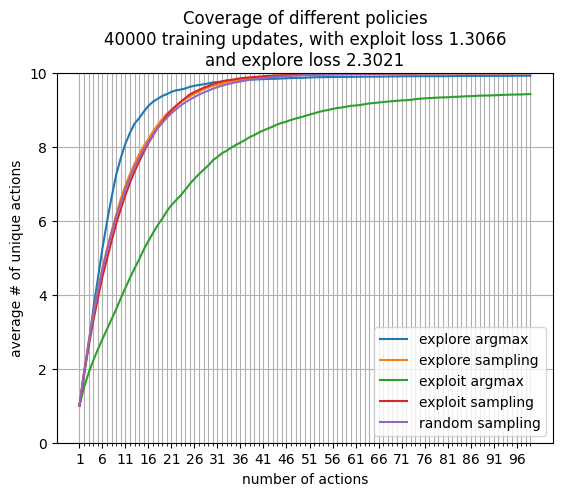 Coverage of different policies
40000 training updates, with exploit loss 1.3066
and explore loss 2.3021
10
8
6
4
2
0
average # of unique actions
explore argmax
explore sampling
exploit argmax
exploit sampling
random sampling
1 6 11 16 21 26 31 36 41 46 51 56 61 66 71 76 81 86 91 96
number of actions